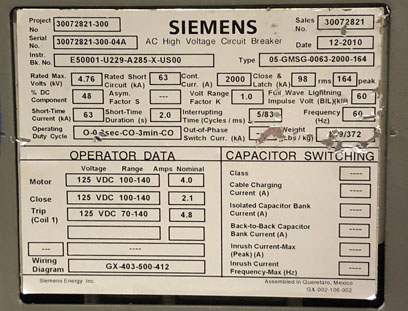 Project No 30072821-300 SIEMENS Sales No. 30072821
Serial No. 30072821-300-04A AC High Voltage Circuit Breaker Date 12-2010
Instr. Bk. No. E50001-U229-A285-X-US00 Type 05-GMSG-0063-2000-164
Rated Max. Volts (kV) 4.76 Rated Short Circuit (kA) 63 Cont. Curr. (A) 2000 Close & Latch (kA) 98 rms 164 peak
% DC Component 48 Asym. Factor S ---- Volt Range Factor K 1.0 Full Wave Lightning Impulse Voltage (BIL)(kV) 60
Short-Time Current (kA) 63 Short-Time Duration (s) 2.0 Interrupting Time (Cycles / ms) 5/83 Frequency (Hz) 60
Operating Duty Cycle CO-3min-CO Out-of-Phase Switch Curr. (kA) Weight /372
OPERATOR DATA
Voltage Range Amps Nominal
Motor 125 VDC 100-140 4.0
Close 125 VDC 100-140 2.1
Trip (Coil 1) 125 VDC 70-140 4.8
--- ----
Wiring Diagram GX-403-500-412
Siemens Energy Inc.
CAPACITOR SWITCHING
Class ----
Cable Charging Current (A) ----
Isolated Capacitor Bank Current (A) ----
Back-to-Back Capacitor Bank Current (A) ----
Inrush Current-Max (Peak) (A) ----
Inrush Current Frequency-Max (Hz) ----
Assembled in Queretaro, Mexico
GX-002-106-002